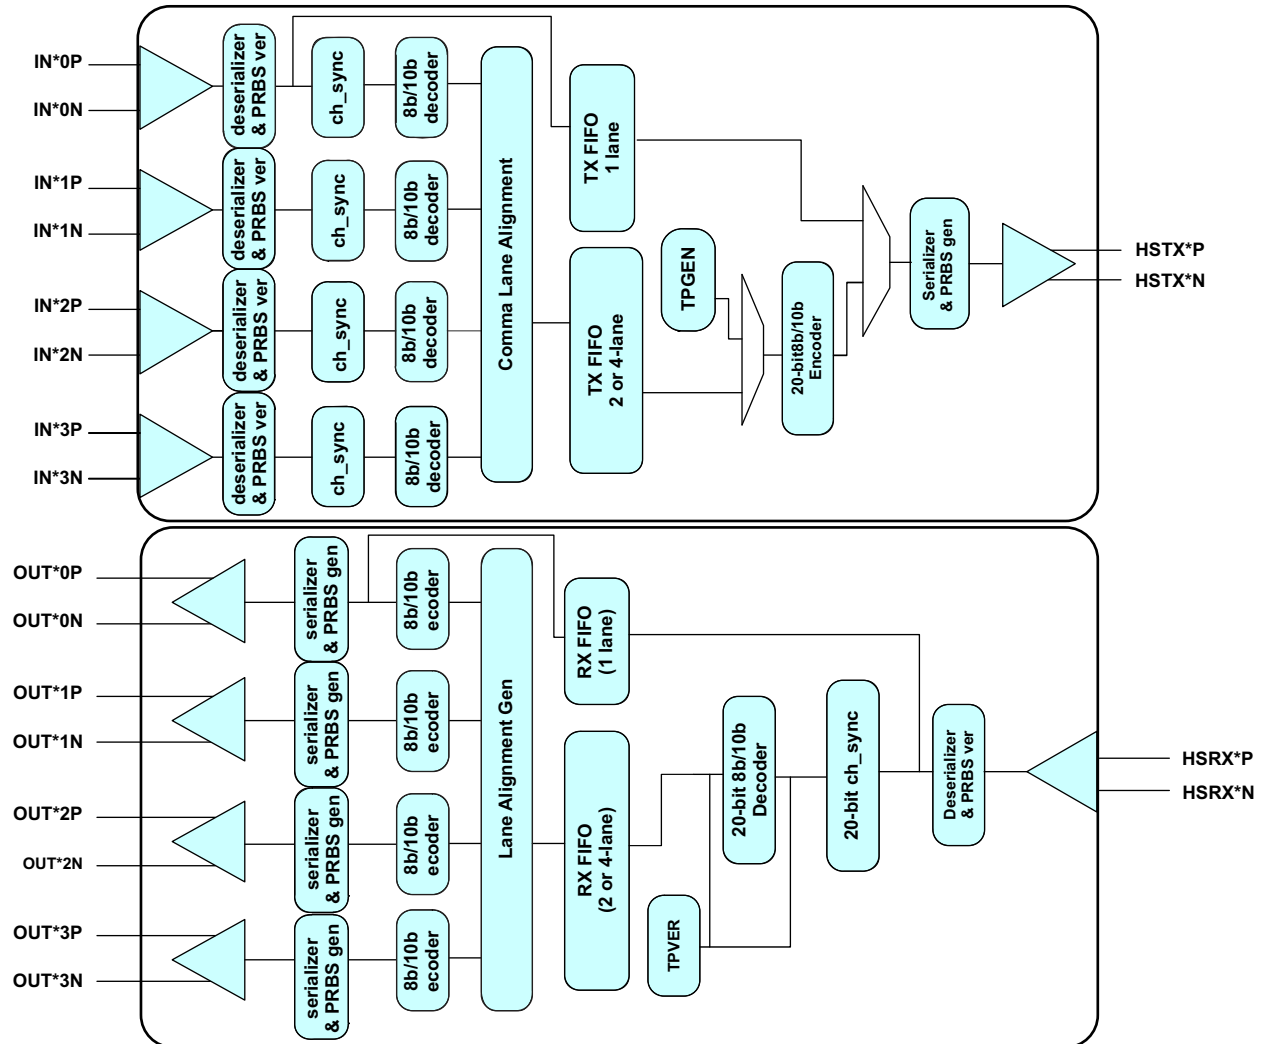 IN*0P
IN*0N
deserializer
& PRBS ver
ch_sync
8b/10b
decoder
IN*1P
IN*1N
deserializer
& PRBS ver
ch_sync
8b/10b
decoder
IN*2P
IN*2N
deserializer
& PRBS ver
ch_sync
8b/10b
decoder
IN*3P
IN*3N
deserializer
& PRBS ver
ch_sync
8b/10b
decoder
Comma Lane Alignment
TX FIFO
1 lane
TX FIFO
2 or 4-lane
TPGEN
20-bit8b/10b
Encoder
Serializer
& PRBS gen
HSTX*P
HSTX*N
OUT*0P
OUT*0N
serializer
& PRBS gen
8b/10b
ecoder
OUT*1P
OUT*1N
serializer
& PRBS gen
8b/10b
ecoder
OUT*2P
OUT*2N
serializer
& PRBS gen
8b/10b
ecoder
OUT*3P
OUT*3N
serializer
& PRBS gen
8b/10b
ecoder
Lane Alignment Gen
RX FIFO
(1 lane)
RX FIFO
(2 or 4-lane)
TPVER
20-bit 8b/10b
Decoder
20-bit ch_sync
Deserializer
& PRBS ver
HSRX*P
HSRX*N